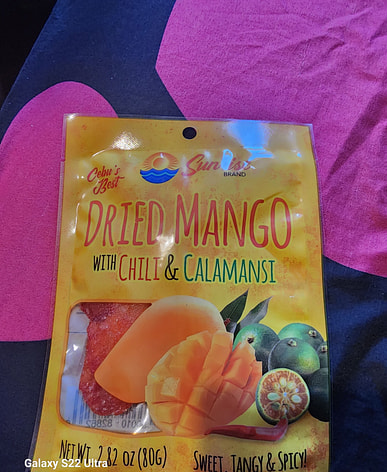 Cebu's
Best
Sunrise
BRAND
DRIED MANGO
WITH CHILI & CALAMANSI
NET WT. 2.82 OZ (80G)
SWEET, TANGY & SPICY!
Galaxy S22 Ultra